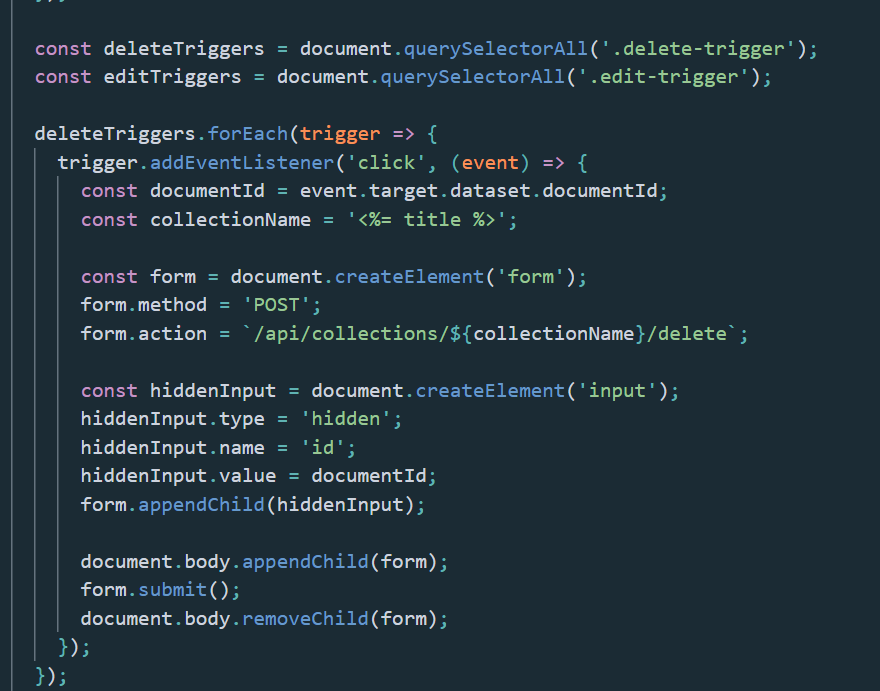 });
const deleteTriggers = document.querySelectorAll('.delete-trigger');
const editTriggers = document.querySelectorAll('.edit-trigger');
deleteTriggers.forEach(trigger => {
trigger.addEventListener('click', (event) => {
const documentId = event.target.dataset.documentId;
const collectionName = '<%= title %>';
const form = document.createElement('form');
form.method = 'POST';
form.action = `/api/collections/${collectionName}/delete`;
const hiddenInput = document.createElement('input');
hiddenInput.type = 'hidden';
hiddenInput.name = 'id';
hiddenInput.value = documentId;
form.appendChild(hiddenInput);
document.body.appendChild(form);
form.submit();
document.body.removeChild(form);
});
});